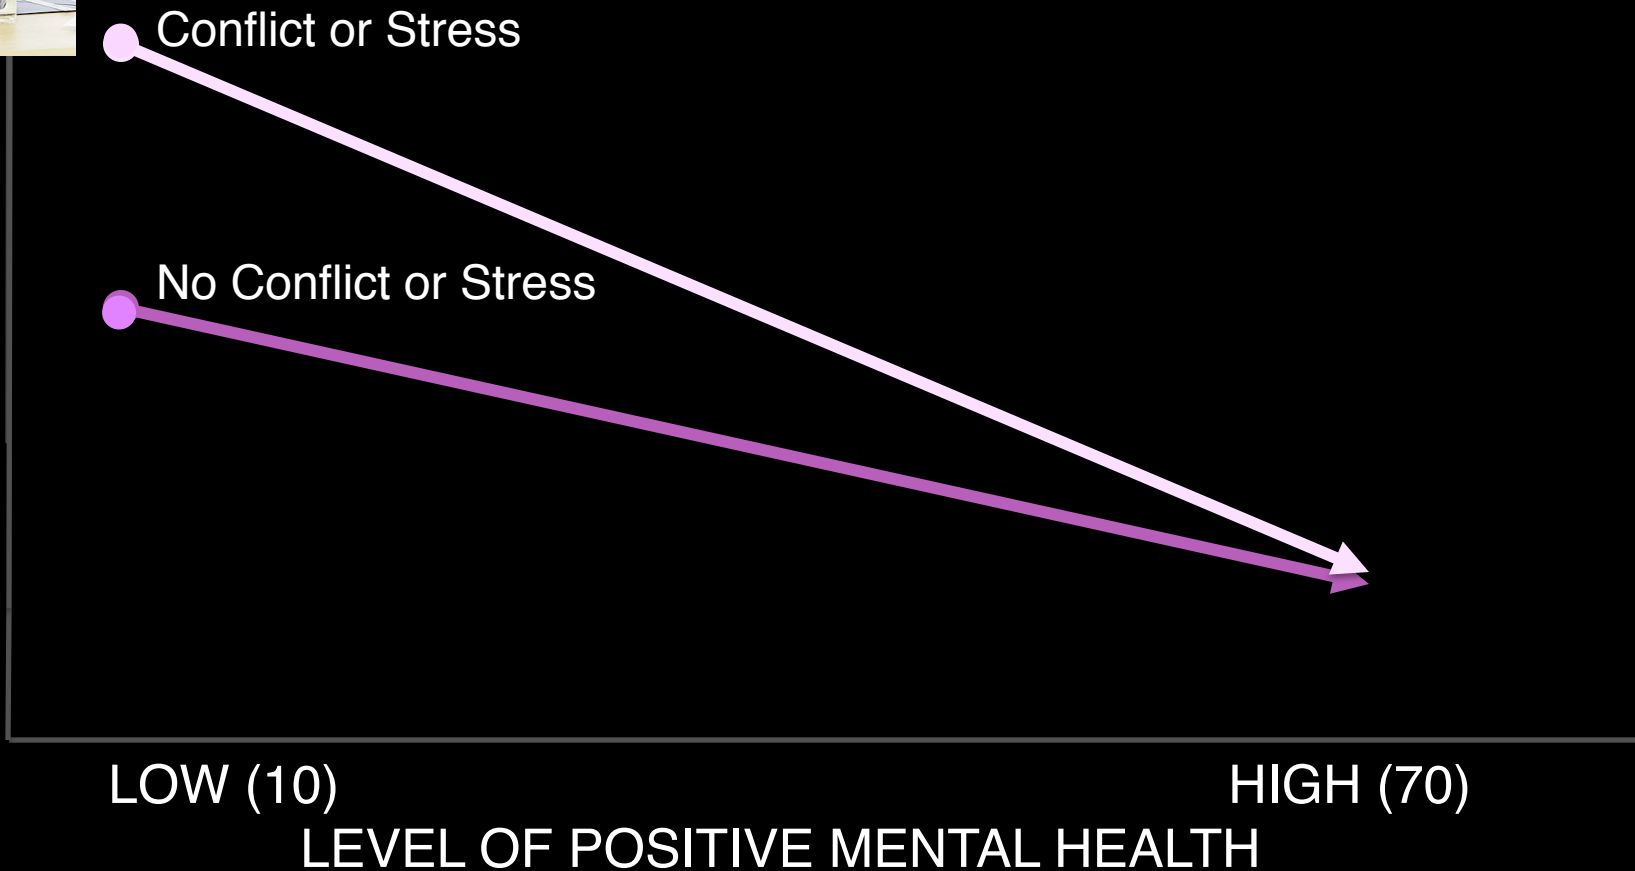 Conflict or Stress
No Conflict or Stress
LOW (10) HIGH (70)
LEVEL OF POSITIVE MENTAL HEALTH